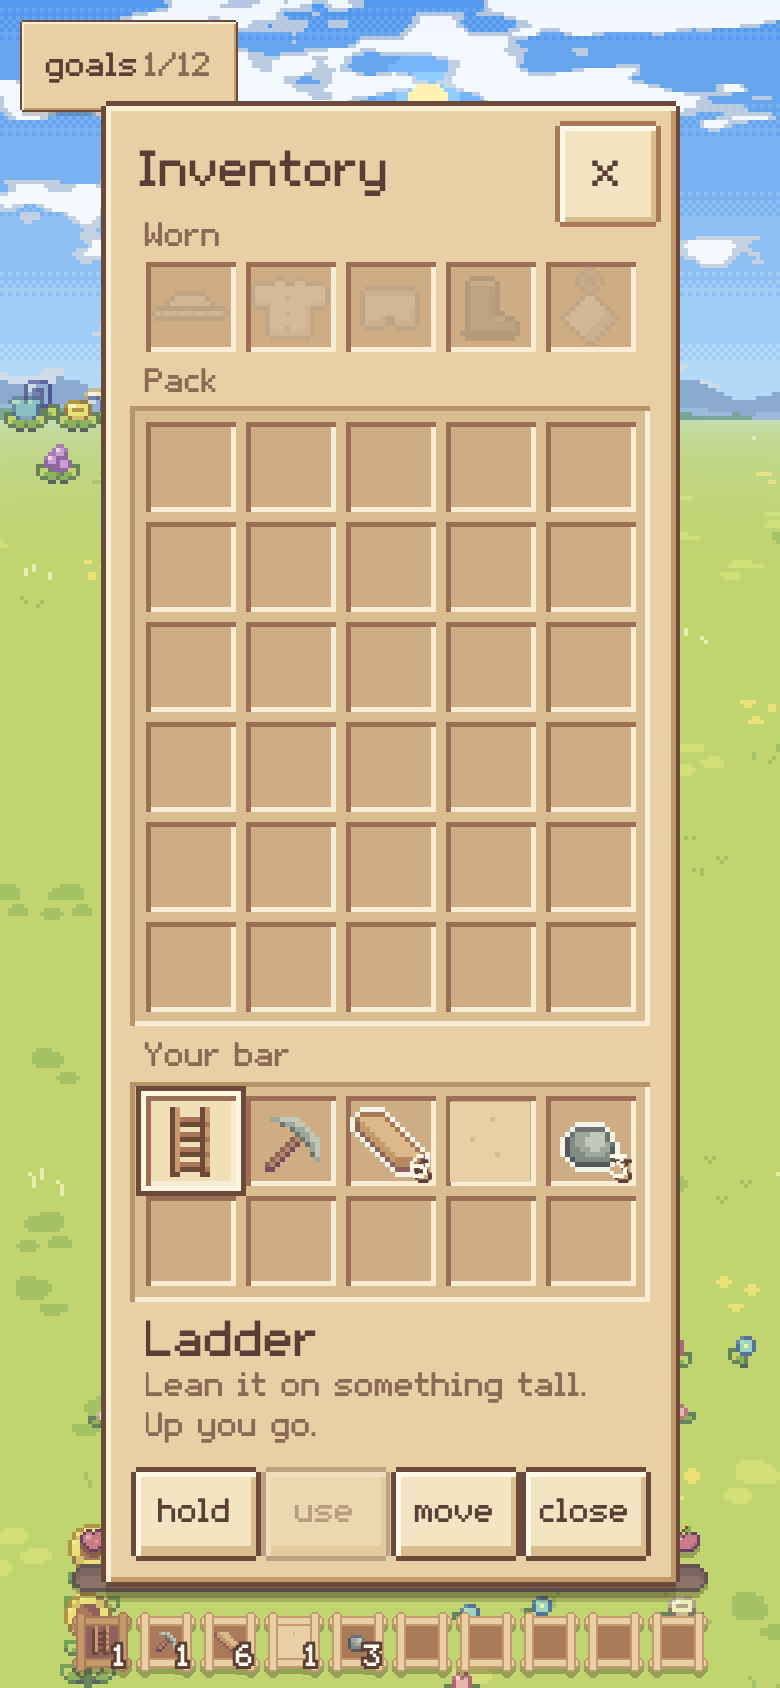 goals 1/12
Inventory
x
Worn
Pack
Your bar
6 3
Ladder
Lean it on something tall.
Up you go.
hold use move close
1 1 6 1 3